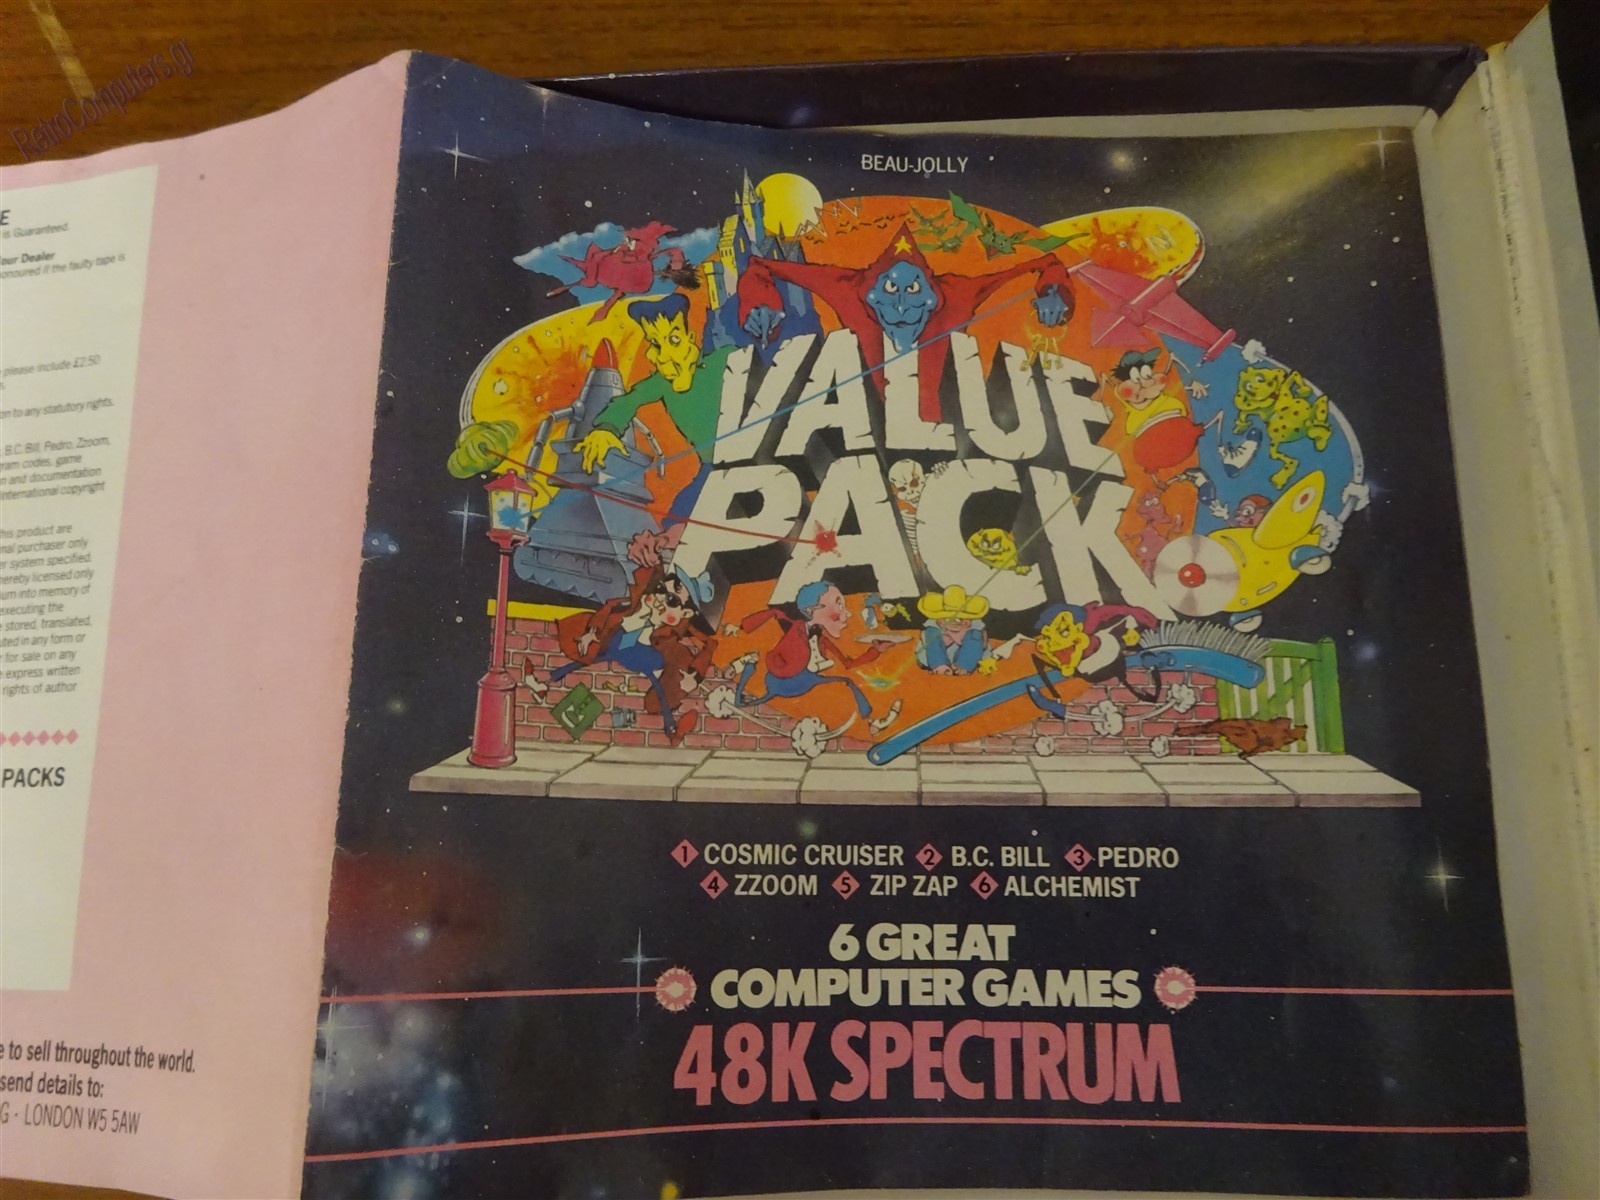 RetroComputers.gr
E
is Guaranteed.
our Dealer
onoured if the faulty tape is
please include £2.50
on to any statutory rights.
B.C. Bill, Pedro, Zzoom,
ram codes, game
n and documentation
international copyright
this product are
nal purchaser only
er system specified.
hereby licensed only
um into memory of
executing the
e stored, translated,
uted in any form or
r for sale on any
e express written
rights of author
PACKS
e to sell throughout the world.
send details to:
G · LONDON W5 5AW
BEAU-JOLLY
VALUE
PACK
1 COSMIC CRUISER 2 B.C. BILL 3 PEDRO
4 ZZOOM 5 ZIP ZAP 6 ALCHEMIST
6 GREAT
COMPUTER GAMES
48K SPECTRUM